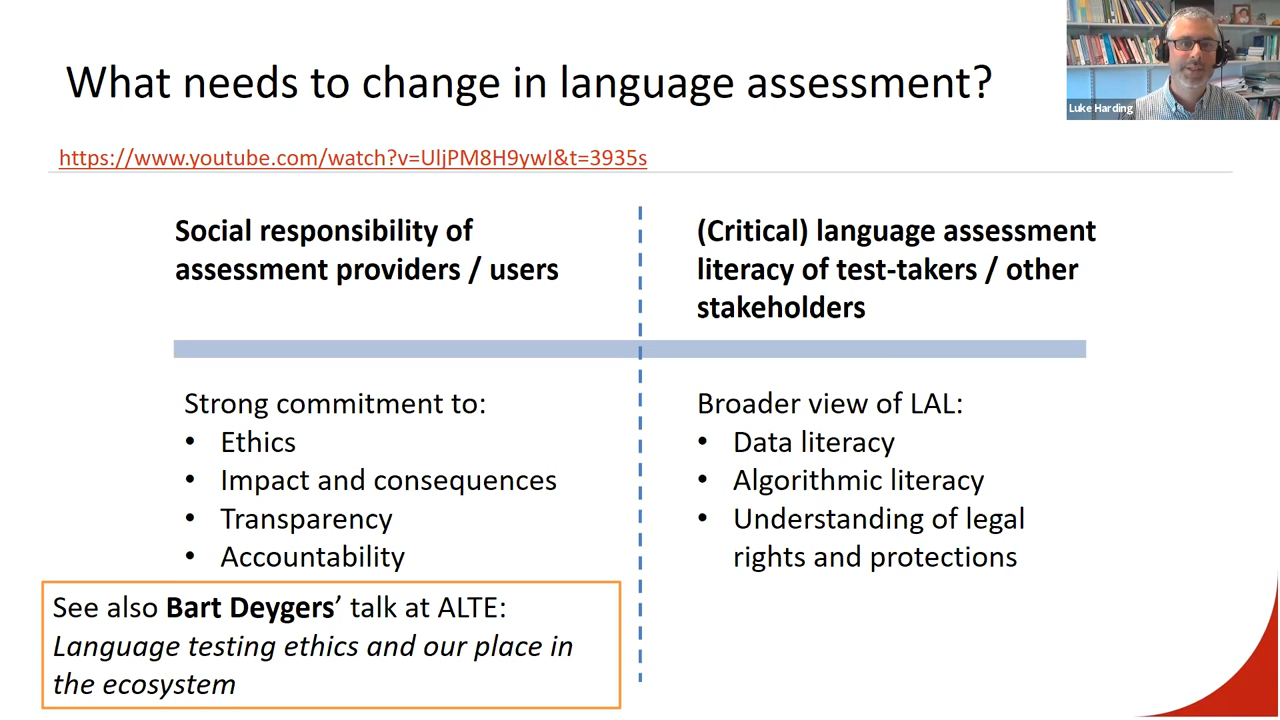 What needs to change in language assessment?
Luke Harding
https://www.youtube.com/watch?v=UljPM8H9ywI&t=3935s
Social responsibility of
assessment providers / users
(Critical) language assessment
literacy of test-takers / other
stakeholders
Strong commitment to:
• Ethics
• Impact and consequences
• Transparency
• Accountability
Broader view of LAL:
• Data literacy
• Algorithmic literacy
• Understanding of legal
rights and protections
See also Bart Deygers’ talk at ALTE:
Language testing ethics and our place in
the ecosystem